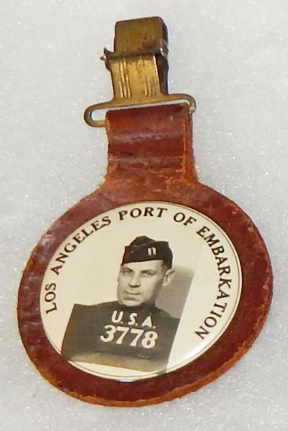 LOS ANGELES PORT OF EMBARKATION
U.S.A.
3778